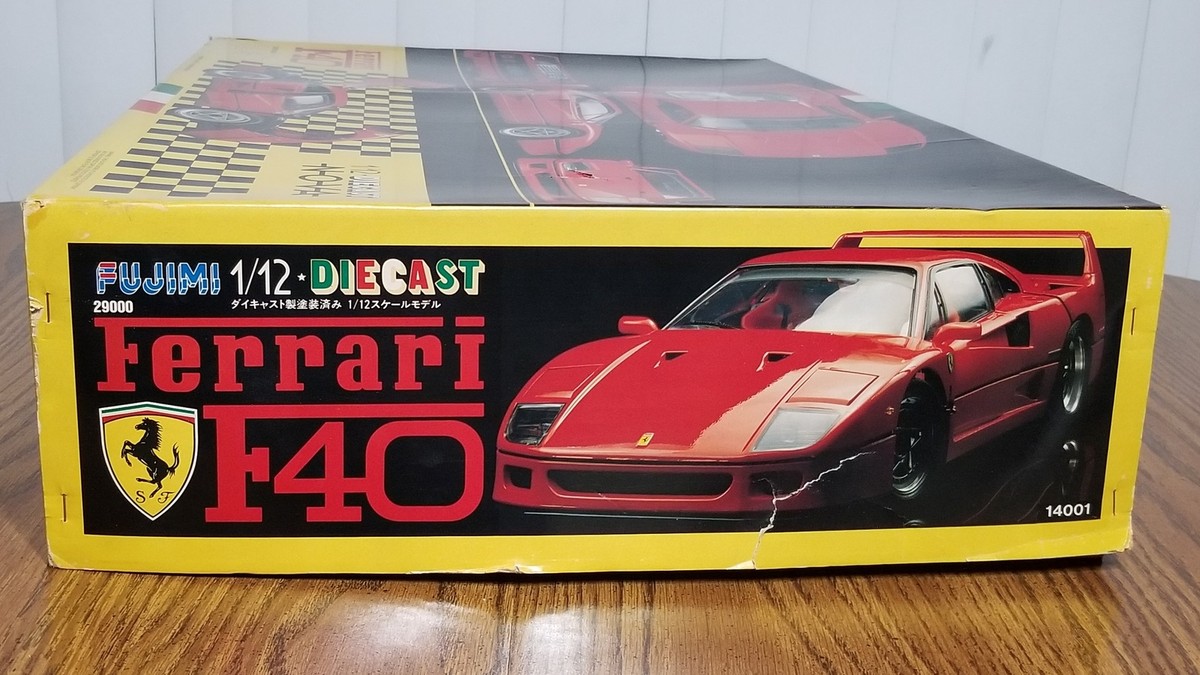 FUJIMI 1/12 ★ DIECAST
29000 ダイキャスト製塗装済み 1/12スケールモデル
Ferrari
F40
S F
14001